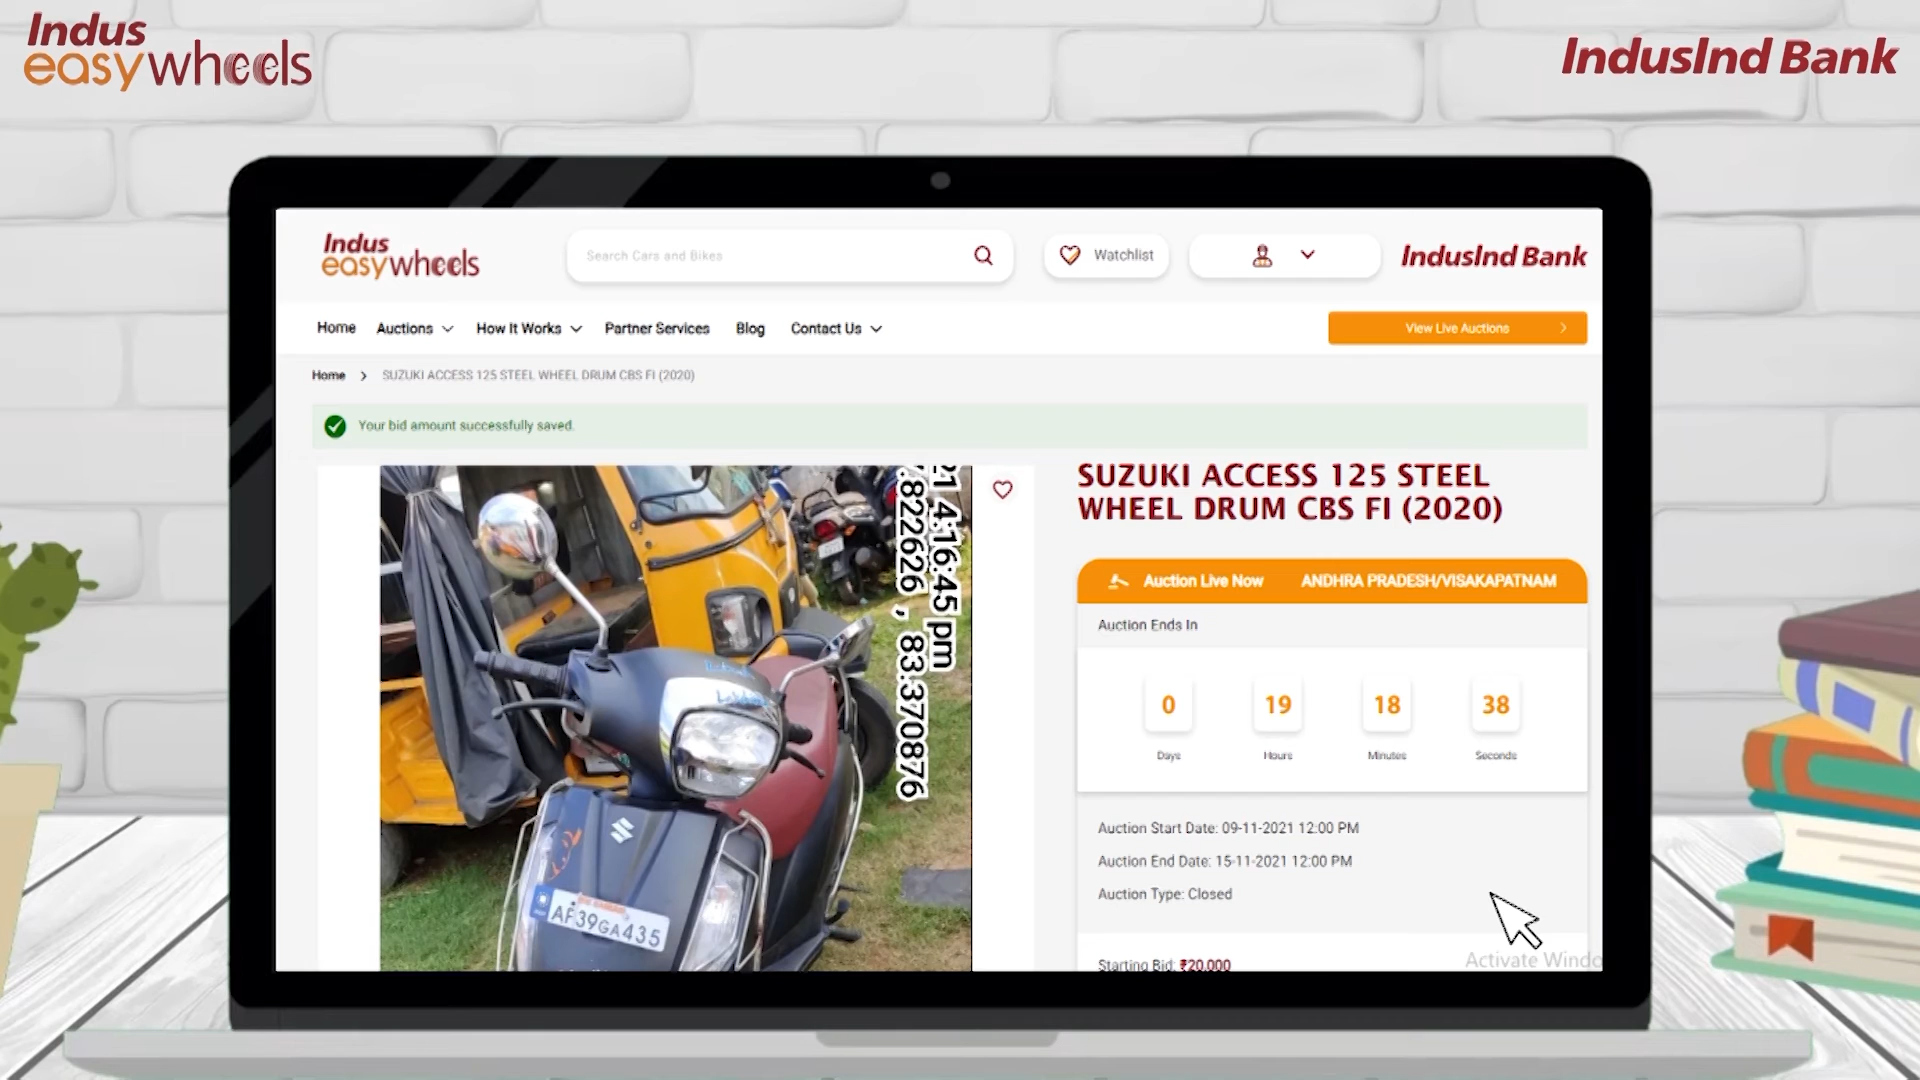 Indus
easywheels
IndusInd Bank
Indus
easywheels
Search Cars and Bikes
Watchlist
IndusInd Bank
Home
Auctions
How It Works
Partner Services
Blog
Contact Us
View Live Auctions
Home > SUZUKI ACCESS 125 STEEL WHEEL DRUM CBS FI (2020)
Your bid amount successfully saved.
21 4:16:45 pm
.822626 , 83.370876
AP39GA435
SUZUKI ACCESS 125 STEEL
WHEEL DRUM CBS FI (2020)
Auction Live Now
ANDHRA PRADESH/VISAKAPATNAM
Auction Ends In
0
19
18
38
Days
Hours
Minutes
Seconds
Auction Start Date: 09-11-2021 12:00 PM
Auction End Date: 15-11-2021 12:00 PM
Auction Type: Closed
Starting Bid: ₹20,000
Activate Windo